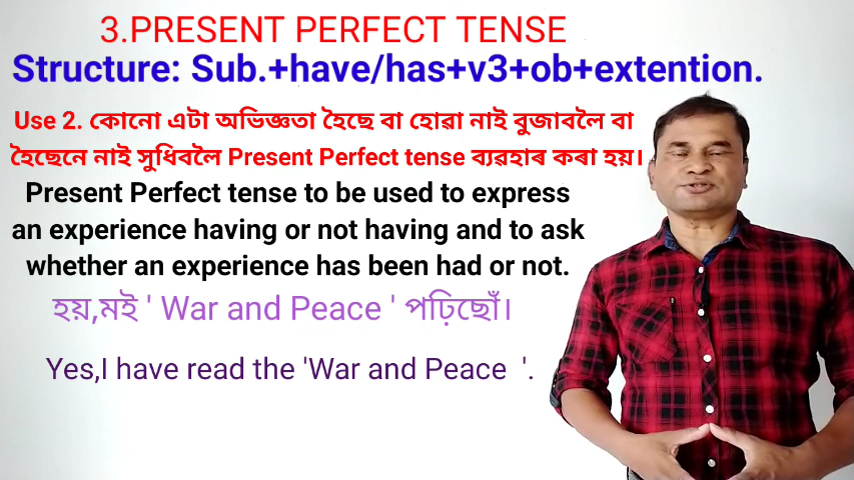 3.PRESENT PERFECT TENSE
Structure: Sub.+have/has+v3+ob+extention.
Use 2. কোনো এটা অভিজ্ঞতা হৈছে বা হোৱা নাই বুজাবলৈ বা
হৈছেনে নাই সুধিবলৈ Present Perfect tense ব্যৱহাৰ কৰা হয়।
Present Perfect tense to be used to express
an experience having or not having and to ask
whether an experience has been had or not.
হয়,মই ' War and Peace ' পঢ়িছোঁ।
Yes,I have read the 'War and Peace '.